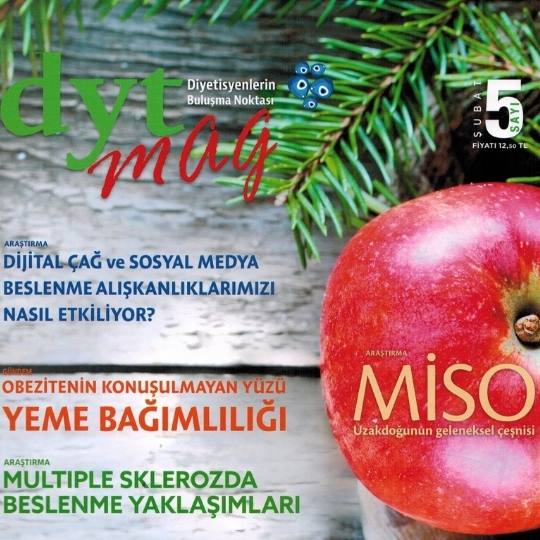 dyt
mag
Diyetisyenlerin
Buluşma Noktası
ŞUBAT
5
SAYI
FİYATI 12,50 TL
ARAŞTIRMA
DİJİTAL ÇAĞ ve SOSYAL MEDYA
BESLENME ALIŞKANLIKLARIMIZI
NASIL ETKİLİYOR?
GÜNDEM
OBEZİTENİN KONUŞULMAYAN YÜZÜ
YEME BAĞIMLILIĞI
ARAŞTIRMA
MULTIPLE SKLEROZDA
BESLENME YAKLAŞIMLARI
ARAŞTIRMA
MİSO
Uzakdoğunun geleneksel çeşnisi